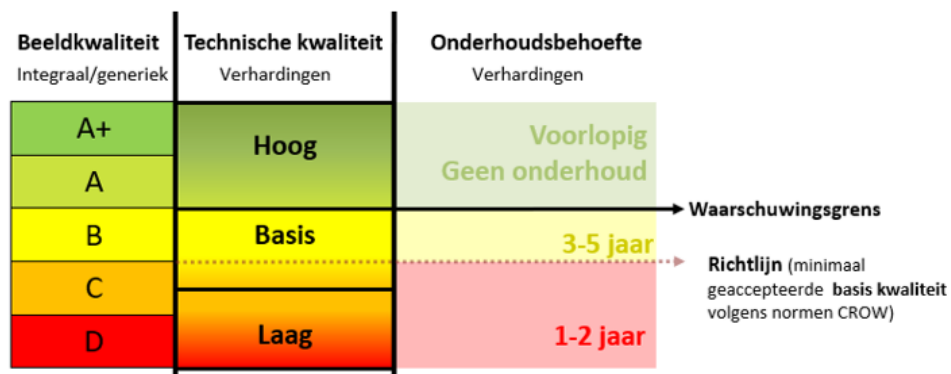 Beeldkwaliteit
Integraal/generiek
Technische kwaliteit
Verhardingen
Onderhoudsbehoefte
Verhardingen
A+
A
B
C
D
Hoog
Basis
Laag
Voorlopig
Geen onderhoud
3-5 jaar
1-2 jaar
Waarschuwingsgrens
Richtlijn (minimaal
geaccepteerde basis kwaliteit
volgens normen CROW)